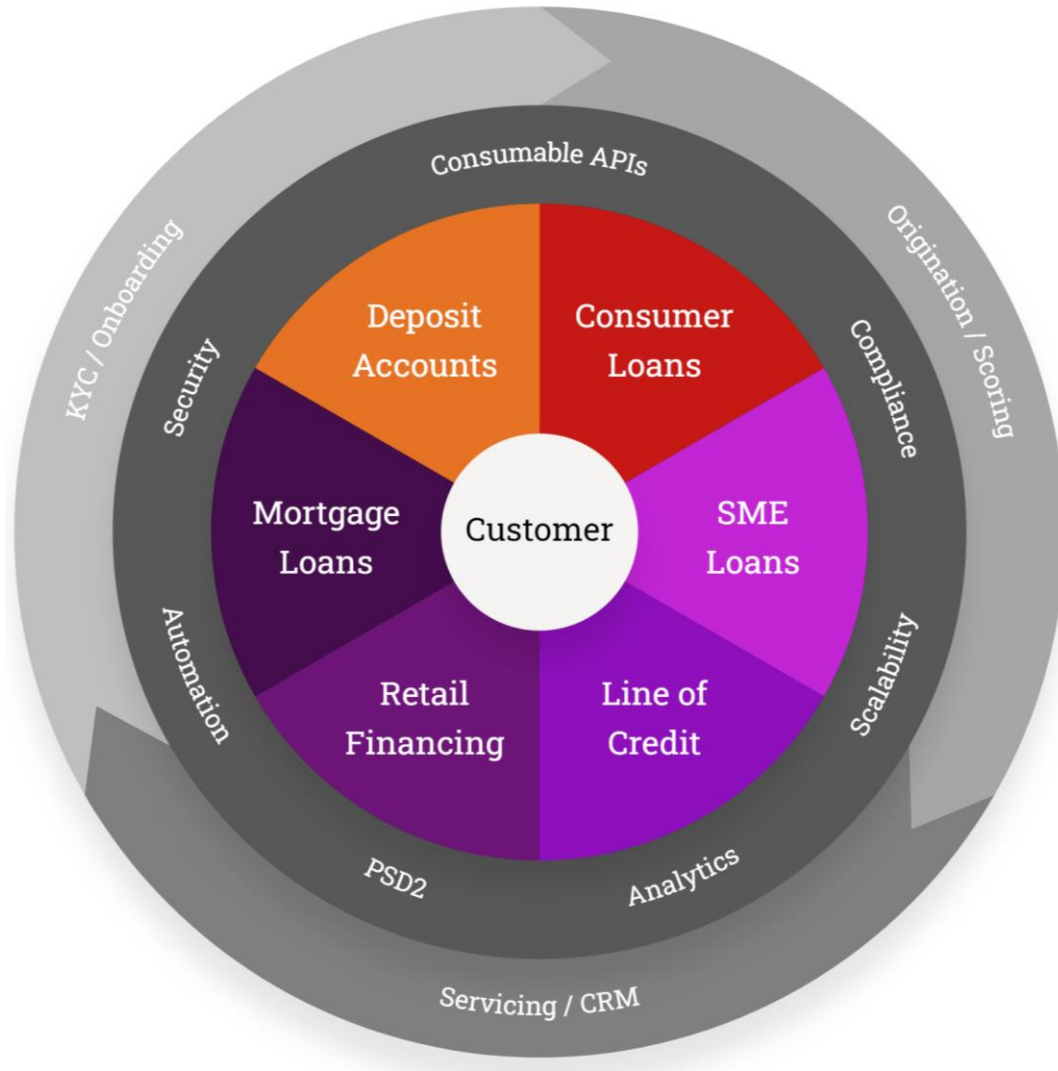 Consumable APIs
KYC / Onboarding
Origination / Scoring
Security
Compliance
Deposit
Accounts
Consumer
Loans
Mortgage
Loans
Customer
SME
Loans
Automation
Scalability
Retail
Financing
Line of
Credit
PSD2
Analytics
Servicing / CRM